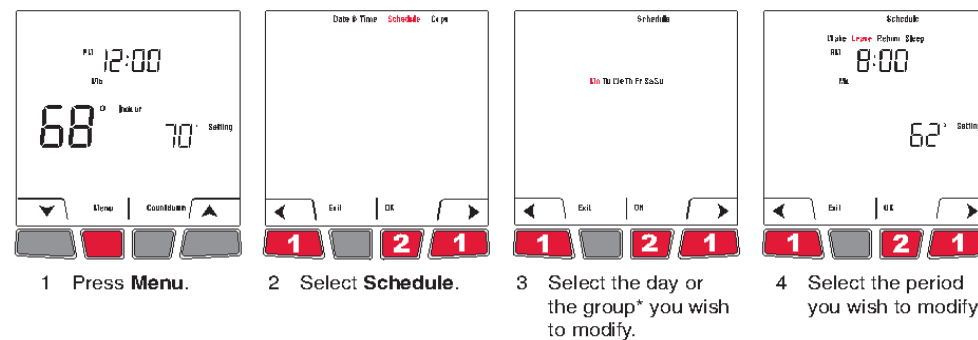 PM 12:00
Mo
68° Indoor
70° Setting
Menu
Countdown
1 Press Menu.
Date & Time Schedule Copy
Exit
OK
1
2
1
2 Select Schedule.
Schedule
Mo Tu We Th Fr Sa Su
Exit
OK
1
2
1
3 Select the day or
the group* you wish
to modify.
Schedule
Wake Leave Return Sleep
AM 8:00
Mo
62°
Exit
OK
1
2
1
4 Select the period
you wish to modify